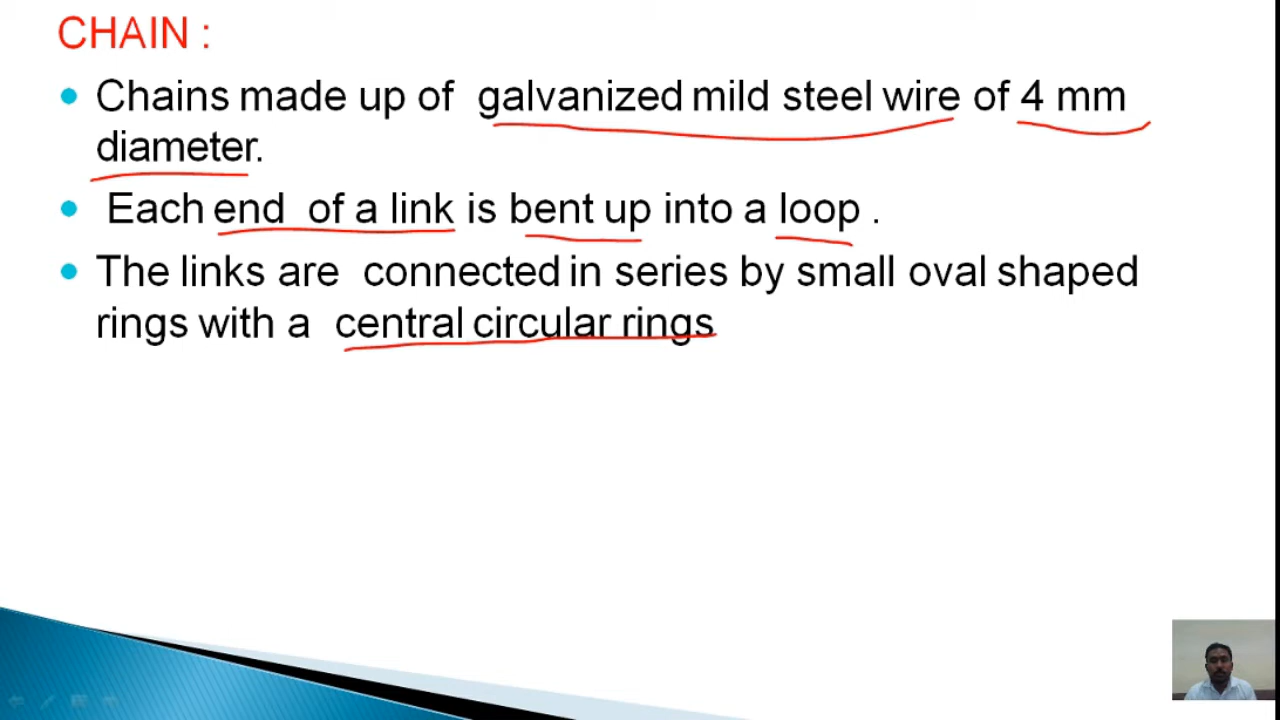 CHAIN :
• Chains made up of galvanized mild steel wire of 4 mm
diameter.
• Each end of a link is bent up into a loop .
• The links are connected in series by small oval shaped
rings with a central circular rings